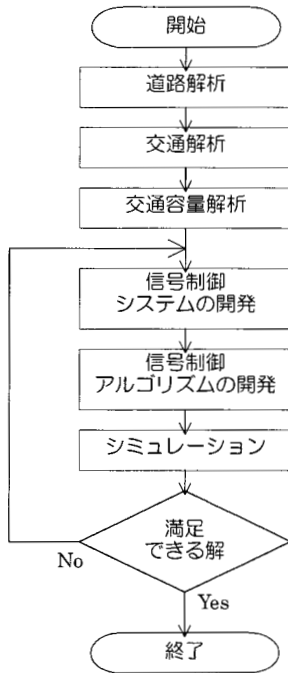 開始
道路解析
交通解析
交通容量解析
信号制御
システムの開発
信号制御
アルゴリズムの開発
シミュレーション
満足
できる解
No
Yes
終了